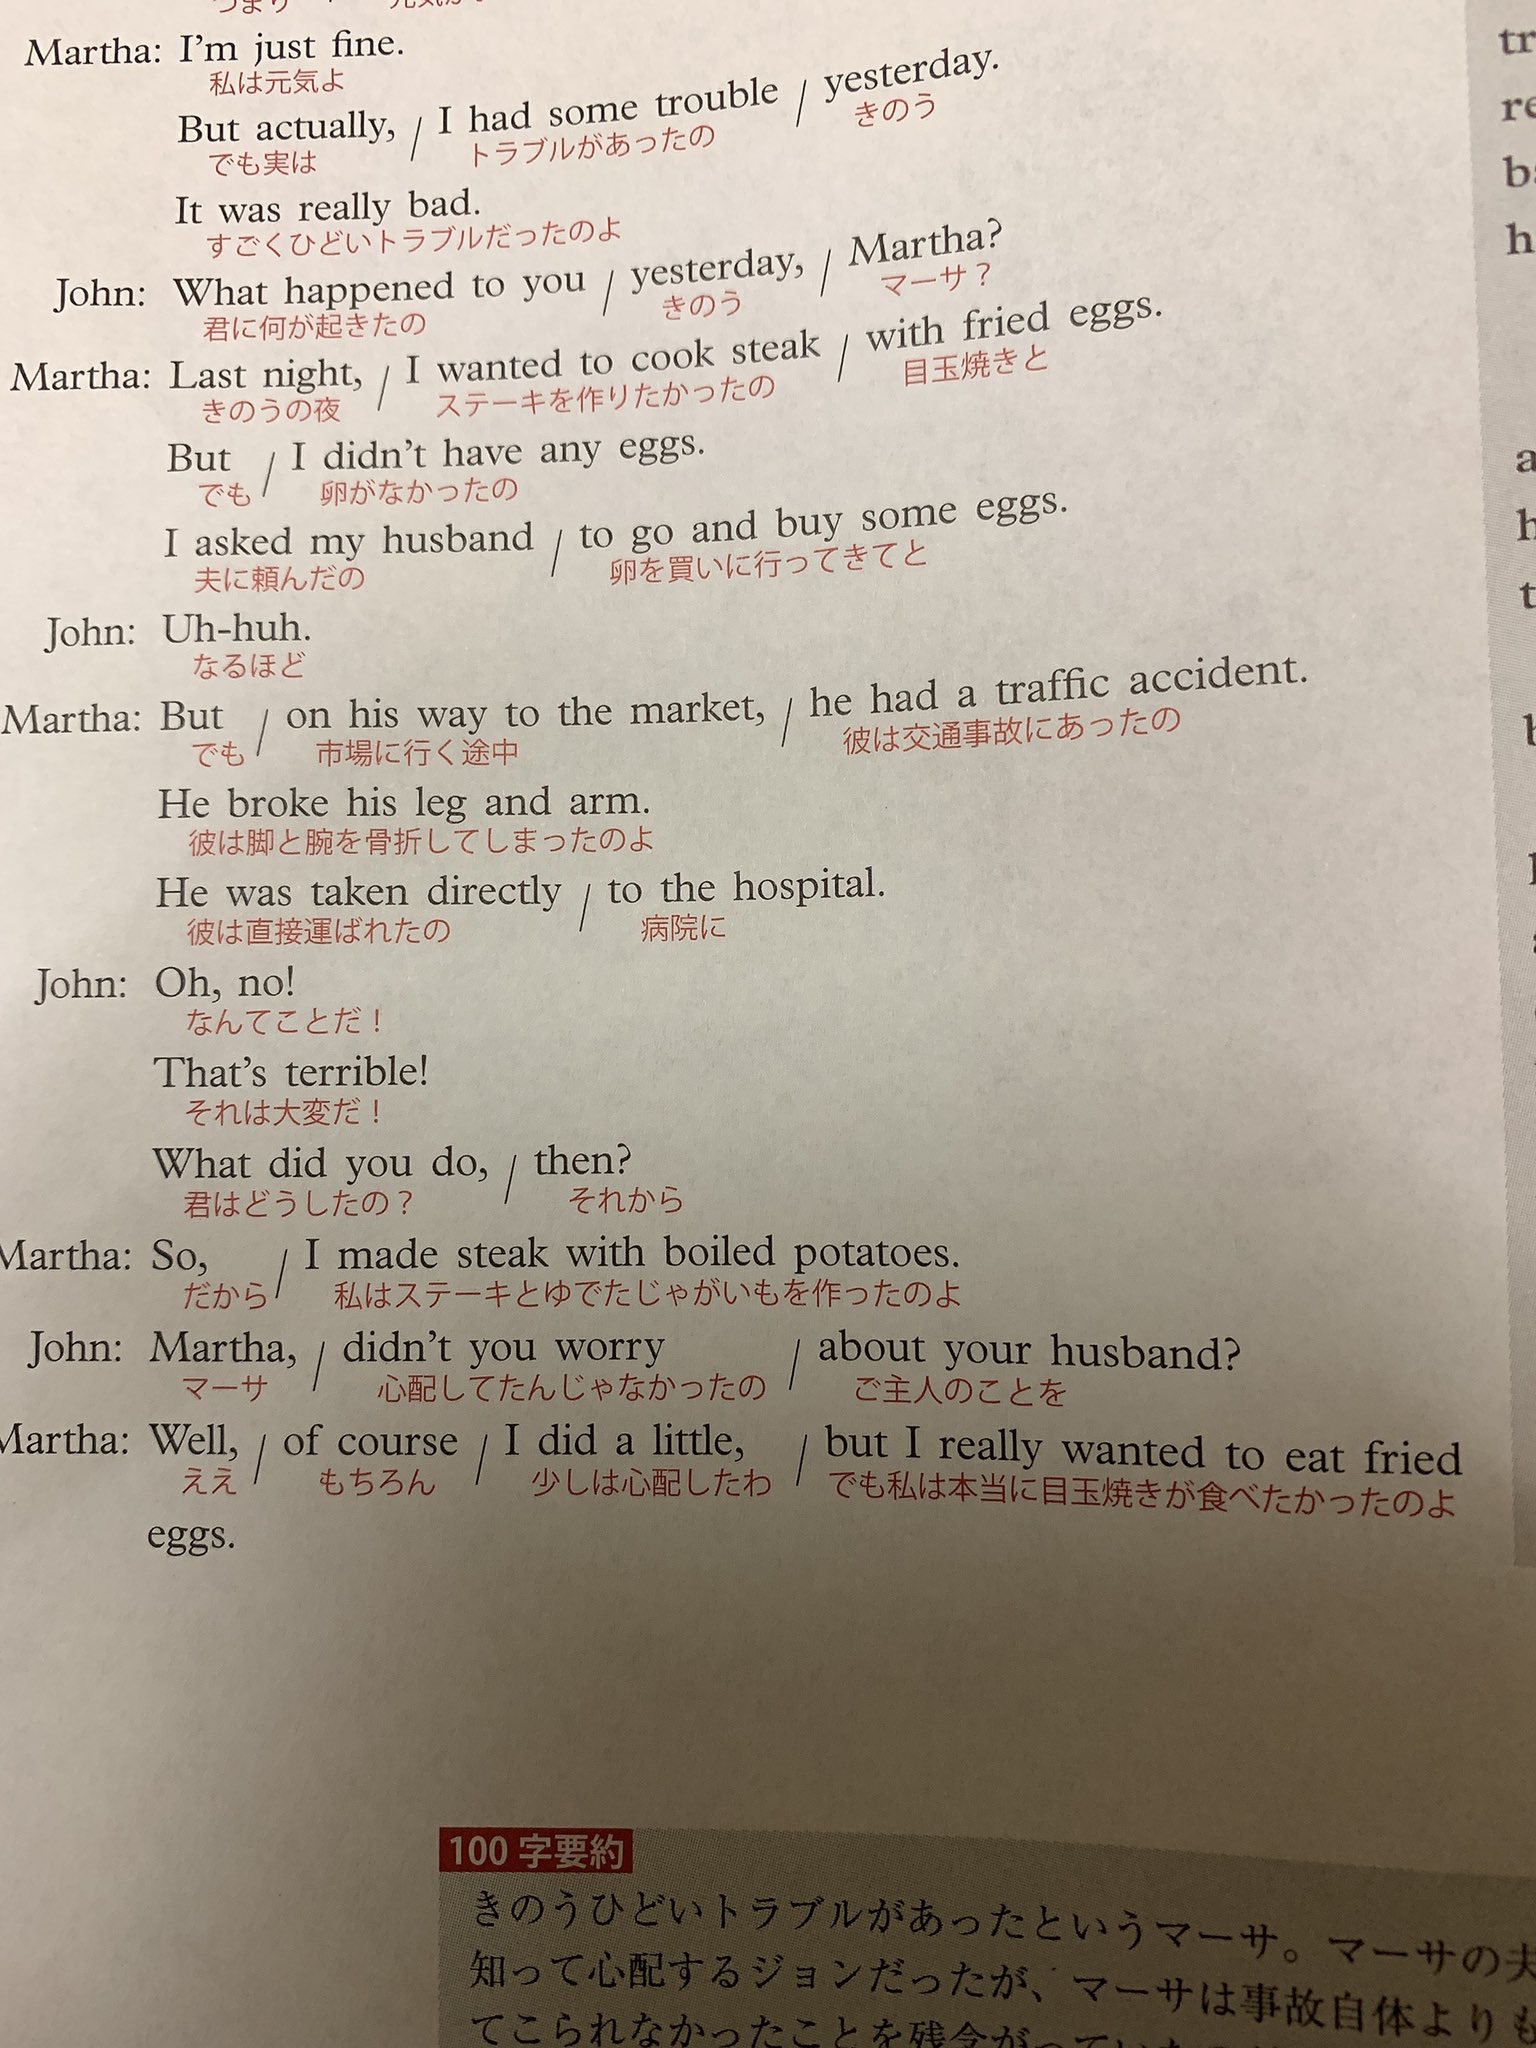 つまり
Martha: I'm just fine.
私は元気よ
But actually, / I had some trouble / yesterday.
でも実は トラブルがあったの きのう
It was really bad.
すごくひどいトラブルだったのよ
John: What happened to you / yesterday, / Martha?
君に何が起きたの きのう マーサ？
Martha: Last night, / I wanted to cook steak / with fried eggs.
きのうの夜 ステーキを作りたかったの 目玉焼きと
But / I didn't have any eggs.
でも 卵がなかったの
I asked my husband / to go and buy some eggs.
夫に頼んだの 卵を買いに行ってきてと
John: Uh-huh.
なるほど
Martha: But / on his way to the market, / he had a traffic accident.
でも 市場に行く途中 彼は交通事故にあったの
He broke his leg and arm.
彼は脚と腕を骨折してしまったのよ
He was taken directly / to the hospital.
彼は直接運ばれたの 病院に
John: Oh, no!
なんてことだ！
That's terrible!
それは大変だ！
What did you do, / then?
君はどうしたの？ それから
Martha: So, / I made steak with boiled potatoes.
だから 私はステーキとゆでたじゃがいもを作ったのよ
John: Martha, / didn't you worry / about your husband?
マーサ 心配してたんじゃなかったの ご主人のことを
Martha: Well, / of course / I did a little, / but I really wanted to eat fried
ええ もちろん 少しは心配したわ でも私は本当に目玉焼きが食べたかったのよ
eggs.
100 字要約
きのうひどいトラブルがあったというマーサ。マーサの夫
知って心配するジョンだったが、マーサは事故自体よりも
てこられなかったことを残念がって